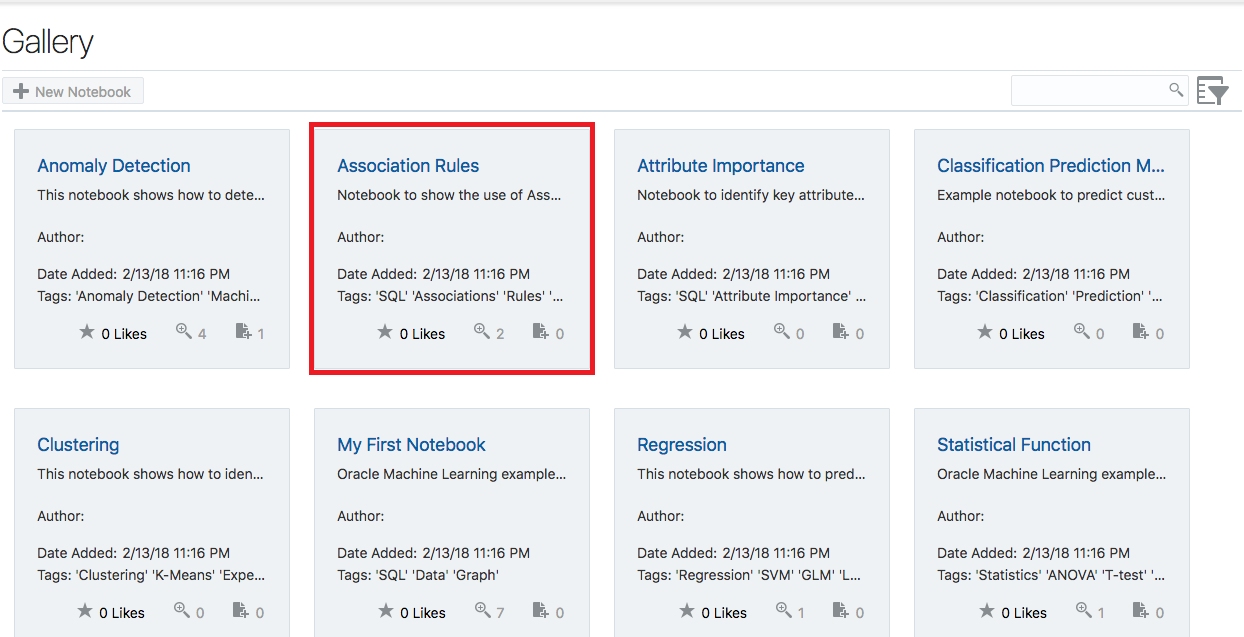 Gallery
New Notebook
Anomaly Detection
This notebook shows how to dete...
Author:
Date Added: 2/13/18 11:16 PM
Tags: 'Anomaly Detection' 'Machi...
0 Likes 4 1
Association Rules
Notebook to show the use of Ass...
Author:
Date Added: 2/13/18 11:16 PM
Tags: 'SQL' 'Associations' 'Rules' '...
0 Likes 2 0
Attribute Importance
Notebook to identify key attribute...
Author:
Date Added: 2/13/18 11:16 PM
Tags: 'SQL' 'Attribute Importance' ...
0 Likes 0 0
Classification Prediction M...
Example notebook to predict cust...
Author:
Date Added: 2/13/18 11:16 PM
Tags: 'Classification' 'Prediction' '...
0 Likes 0 0
Clustering
This notebook shows how to iden...
Author:
Date Added: 2/13/18 11:16 PM
Tags: 'Clustering' 'K-Means' 'Expe...
0 Likes 0 0
My First Notebook
Oracle Machine Learning example...
Author:
Date Added: 2/13/18 11:16 PM
Tags: 'SQL' 'Data' 'Graph'
0 Likes 7 0
Regression
This notebook shows how to pred...
Author:
Date Added: 2/13/18 11:16 PM
Tags: 'Regression' 'SVM' 'GLM' 'L...
0 Likes 1 0
Statistical Function
Oracle Machine Learning example...
Author:
Date Added: 2/13/18 11:16 PM
Tags: 'Statistics' 'ANOVA' 'T-test' '...
0 Likes 1 0